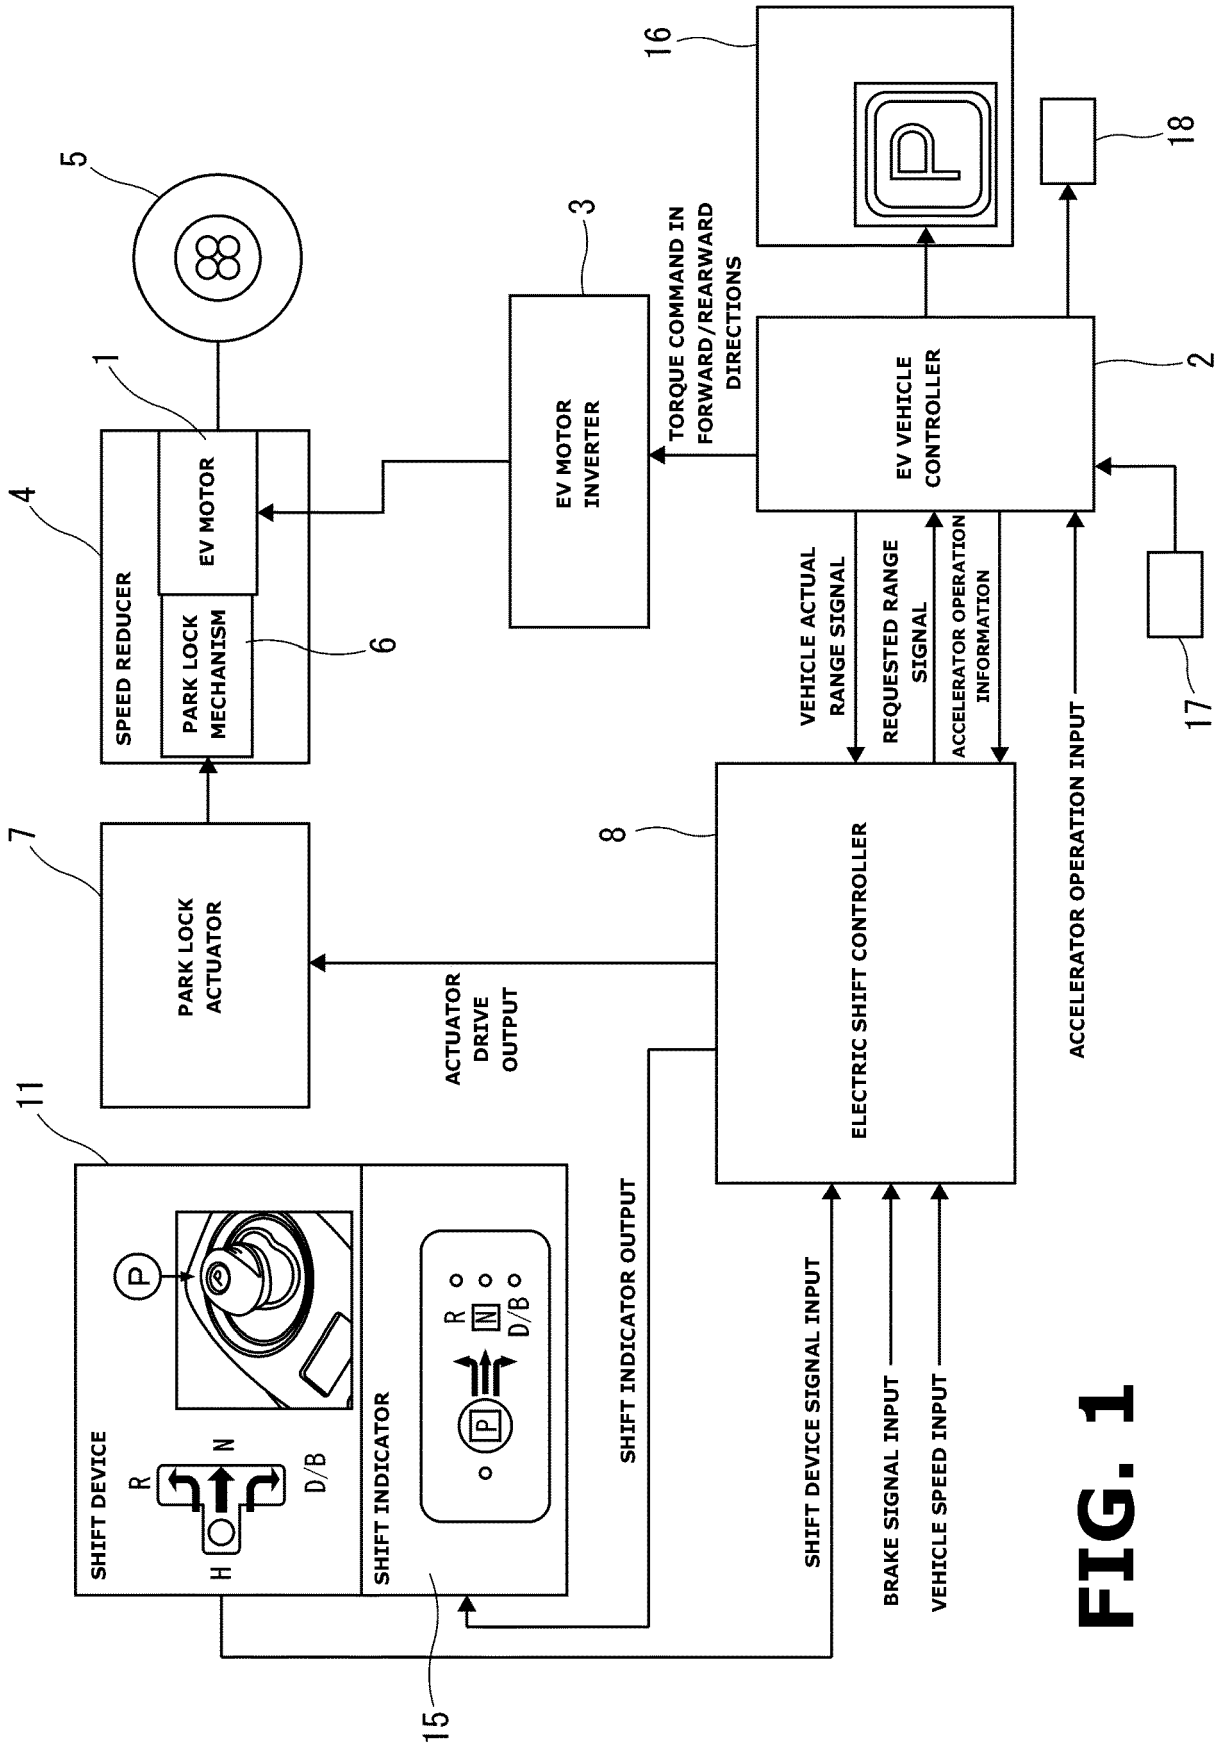 11
SHIFT DEVICE
R
N
H
D/B
P
P
SHIFT INDICATOR
P
R
N
D/B
15
7
PARK LOCK
ACTUATOR
4
SPEED REDUCER
PARK LOCK
MECHANISM
6
EV MOTOR
1
5
ACTUATOR
DRIVE
OUTPUT
SHIFT INDICATOR OUTPUT
EV MOTOR
INVERTER
3
TORQUE COMMAND IN
FORWARD/REARWARD
DIRECTIONS
16
P
SHIFT DEVICE SIGNAL INPUT
BRAKE SIGNAL INPUT
VEHICLE SPEED INPUT
8
ELECTRIC SHIFT CONTROLLER
VEHICLE ACTUAL
RANGE SIGNAL
REQUESTED RANGE
SIGNAL
ACCELERATOR OPERATION
INFORMATION
EV VEHICLE
CONTROLLER
2
18
ACCELERATOR OPERATION INPUT
17
FIG. 1